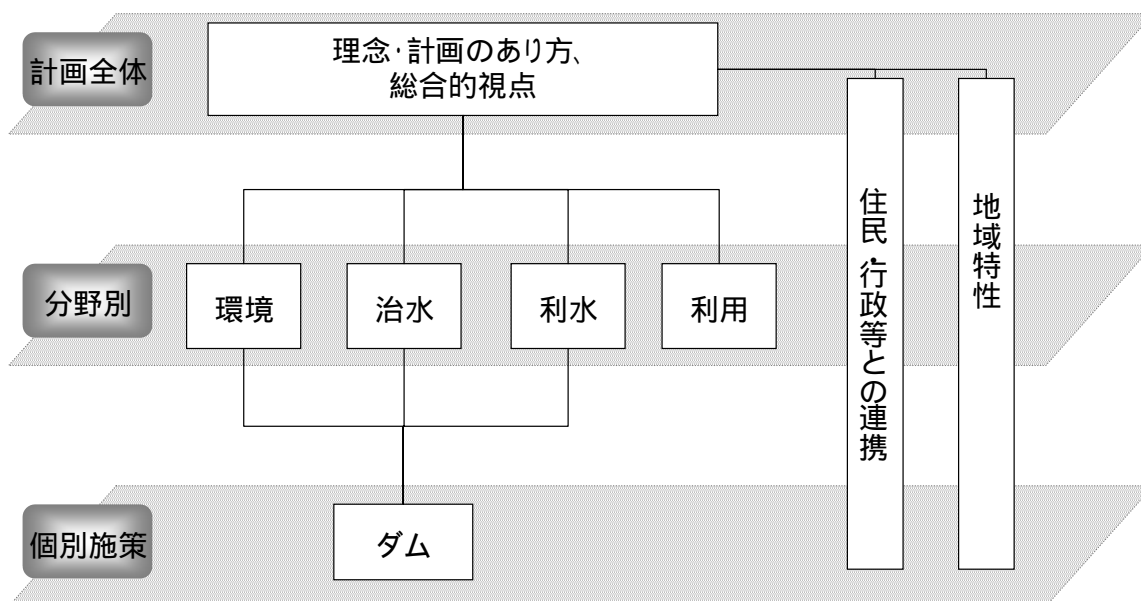 計画全体
理念・計画のあり方、
総合的視点
住民・行政等との連携
地域特性
分野別
環境
治水
利水
利用
個別施策
ダム